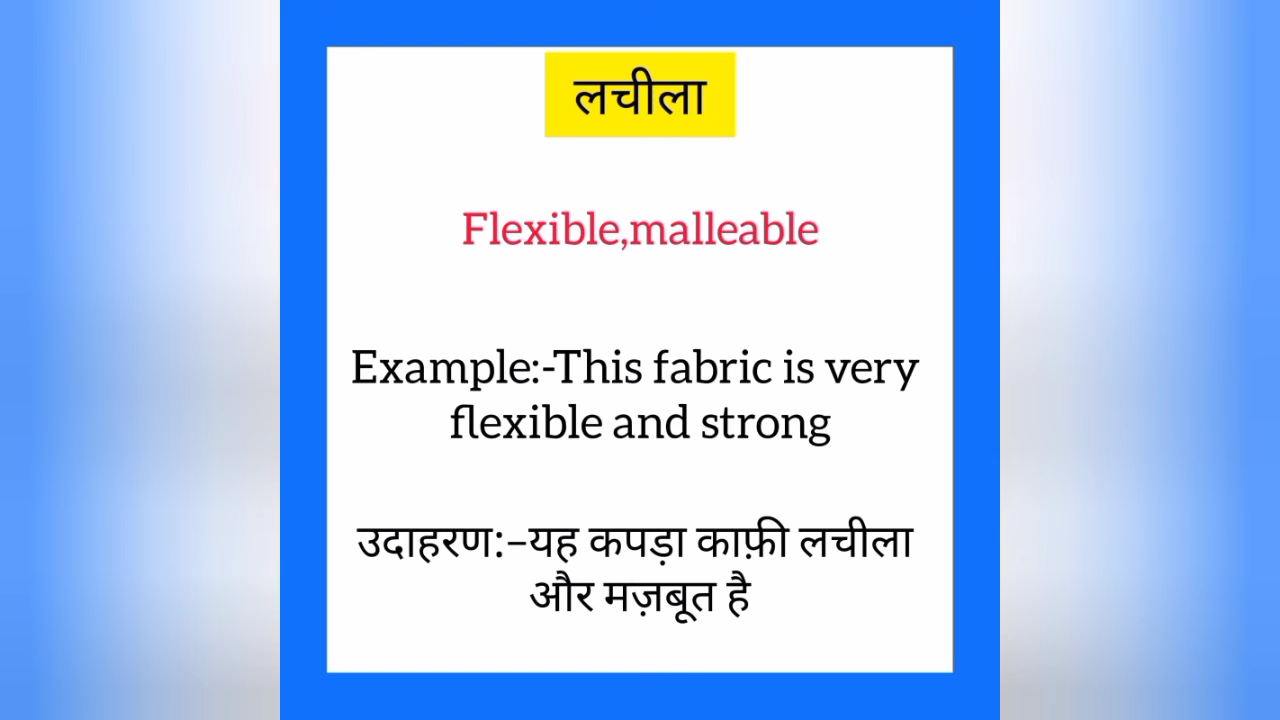 लचीला
Flexible,malleable
Example:-This fabric is very
flexible and strong
उदाहरण:–यह कपड़ा काफ़ी लचीला
और मज़बूत है